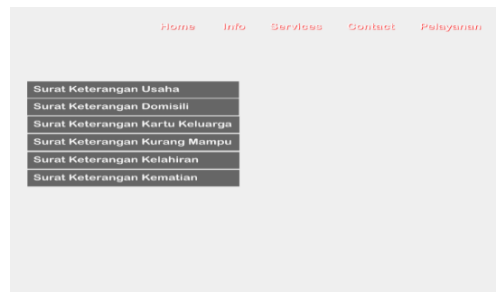 Home Info Services Contact Pelayanan
Surat Keterangan Usaha
Surat Keterangan Domisili
Surat Keterangan Kartu Keluarga
Surat Keterangan Kurang Mampu
Surat Keterangan Kelahiran
Surat Keterangan Kematian